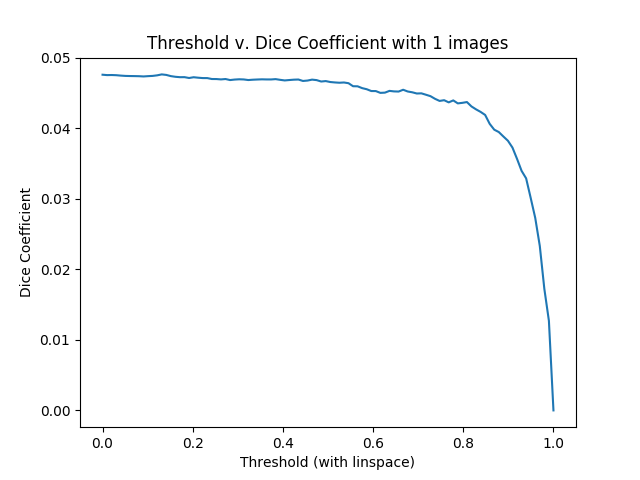 Threshold v. Dice Coefficient with 1 images
0.05
0.04
0.03
0.02
0.01
0.00
Dice Coefficient
0.0 0.2 0.4 0.6 0.8 1.0
Threshold (with linspace)